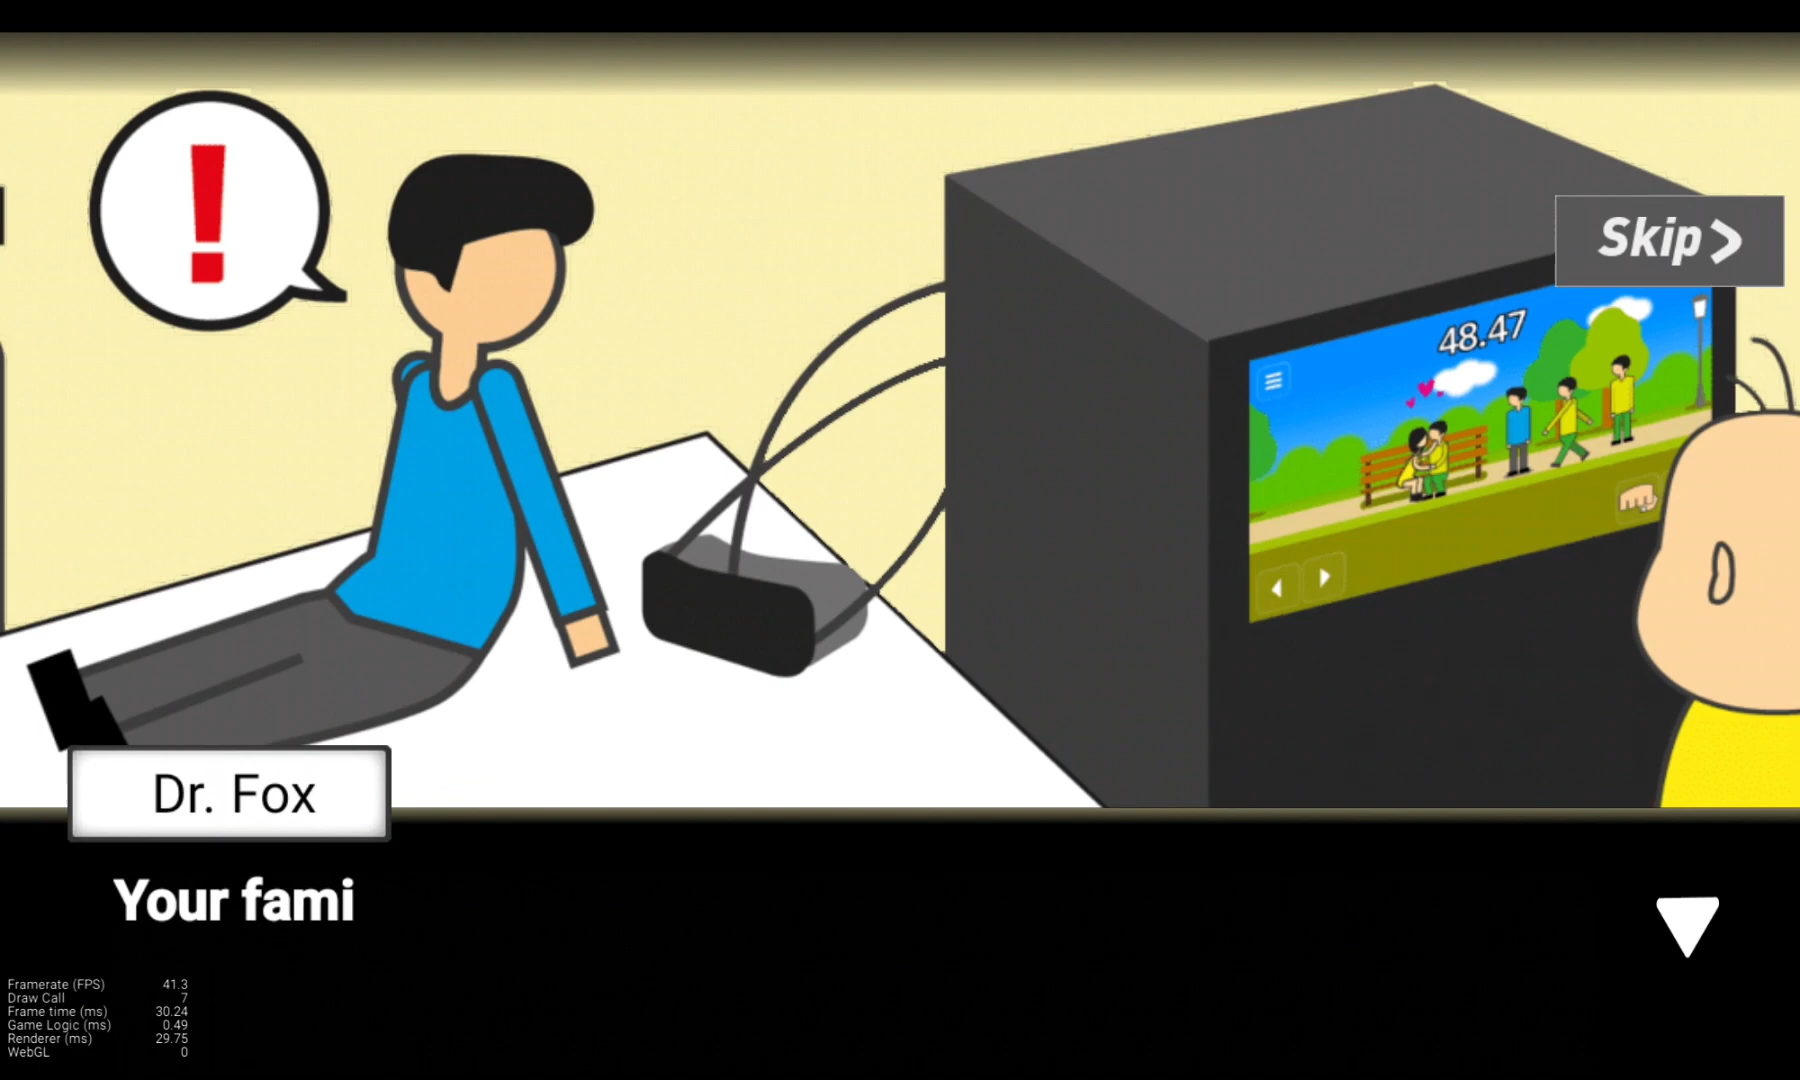 !
Skip
48.47
Dr. Fox
Your fami
Framerate (FPS) 41.3
Draw Call 7
Frame time (ms) 30.24
Game Logic (ms) 0.49
Renderer (ms) 29.75
WebGL 0